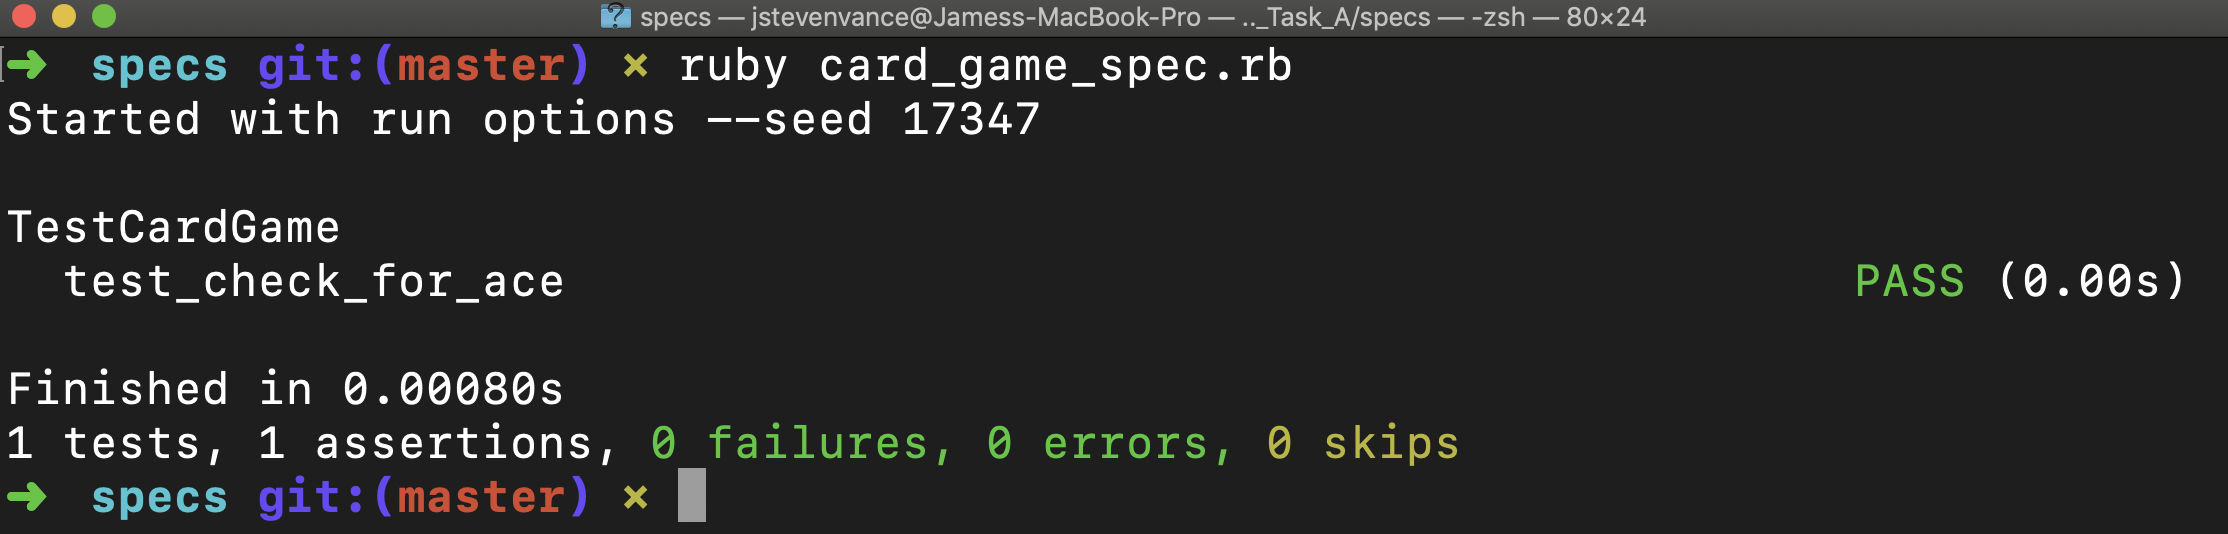 specs — jstevenvance@Jamess-MacBook-Pro — .._Task_A/specs — -zsh — 80×24
➜ specs git:(master) ✗ ruby card_game_spec.rb
Started with run options --seed 17347
TestCardGame
test_check_for_ace PASS (0.00s)
Finished in 0.00080s
1 tests, 1 assertions, 0 failures, 0 errors, 0 skips
➜ specs git:(master) ✗